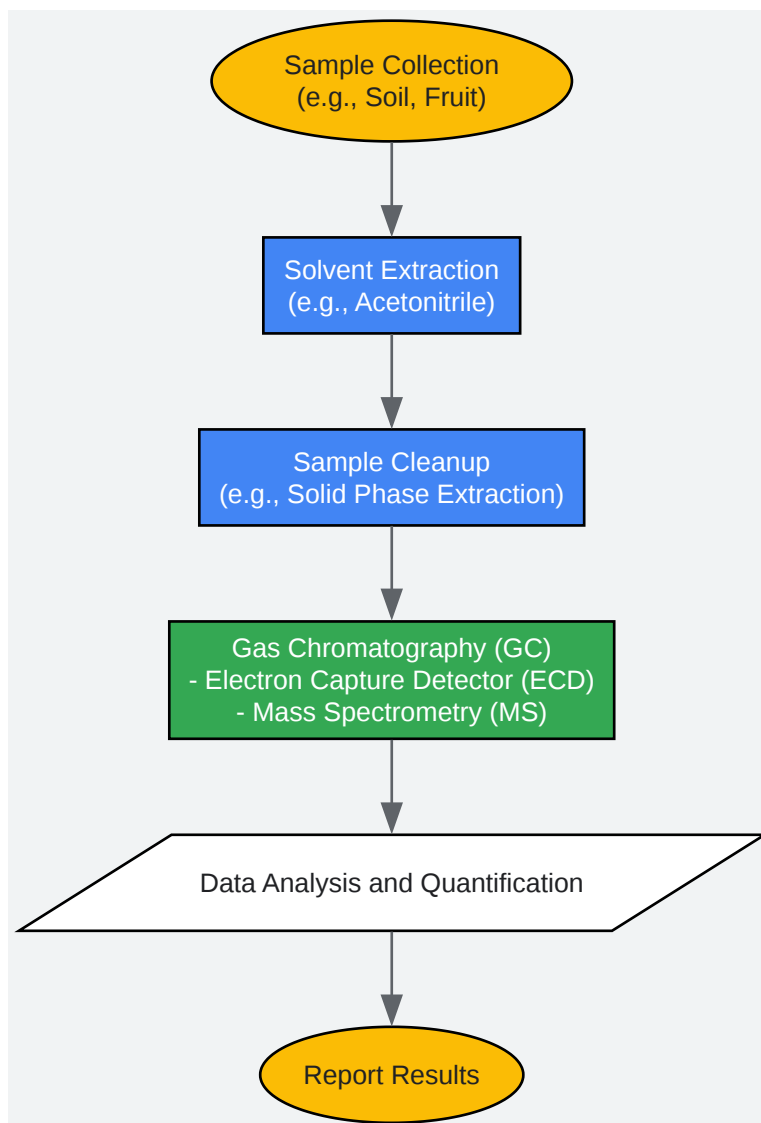 Sample Collection
(e.g., Soil, Fruit)
Solvent Extraction
(e.g., Acetonitrile)
Sample Cleanup
(e.g., Solid Phase Extraction)
Gas Chromatography (GC)
- Electron Capture Detector (ECD)
- Mass Spectrometry (MS)
Data Analysis and Quantification
Report Results